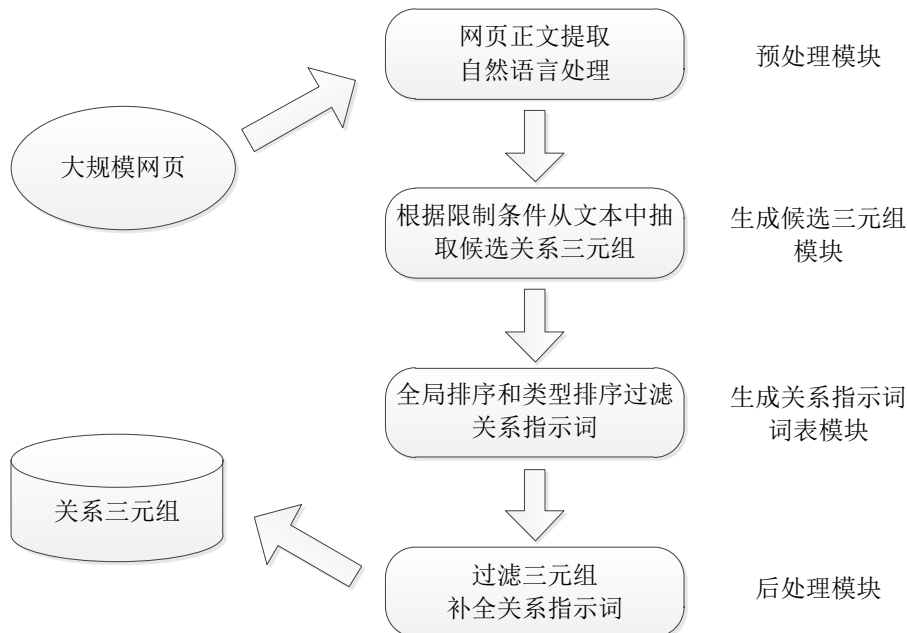 网页正文提取
自然语言处理
预处理模块
大规模网页
根据限制条件从文本中抽
取候选关系三元组
生成候选三元组
模块
全局排序和类型排序过滤
关系指示词
生成关系指示词
词表模块
关系三元组
过滤三元组
补全关系指示词
后处理模块